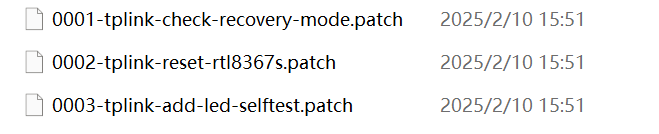 0001-tplink-check-recovery-mode.patch 2025/2/10 15:51
0002-tplink-reset-rtl8367s.patch 2025/2/10 15:51
0003-tplink-add-led-selftest.patch 2025/2/10 15:51